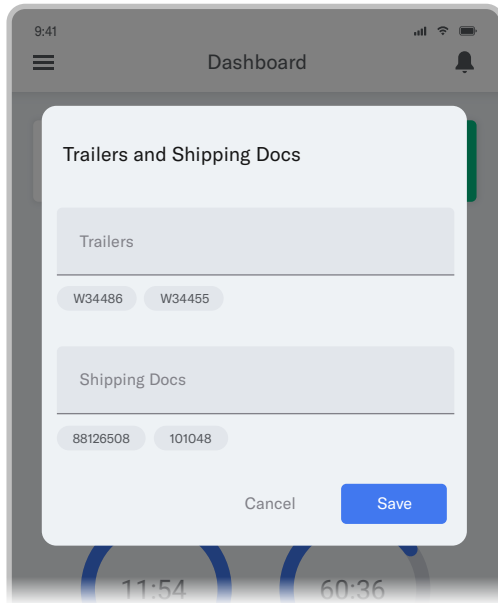 9:41
Dashboard
Trailers and Shipping Docs
Trailers
W34486 W34455
Shipping Docs
88126508 101048
Cancel Save
11:54 60:36